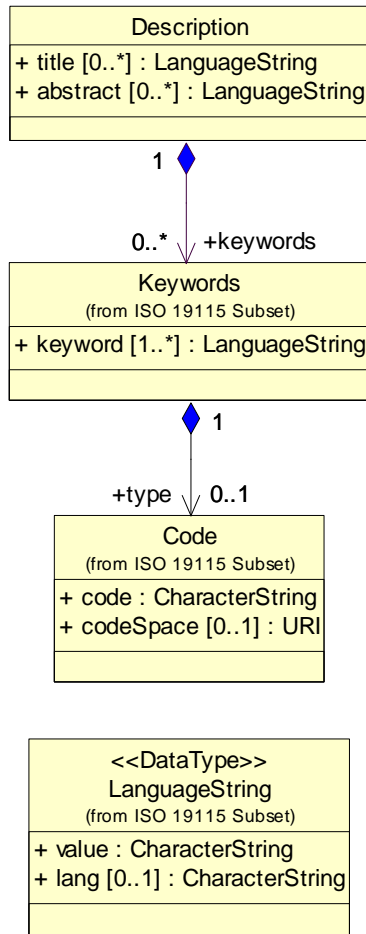 Description
+ title [0..*] : LanguageString
+ abstract [0..*] : LanguageString
1
0..* +keywords
Keywords
(from ISO 19115 Subset)
+ keyword [1..*] : LanguageString
1
+type 0..1
Code
(from ISO 19115 Subset)
+ code : CharacterString
+ codeSpace [0..1] : URI
<<DataType>>
LanguageString
(from ISO 19115 Subset)
+ value : CharacterString
+ lang [0..1] : CharacterString